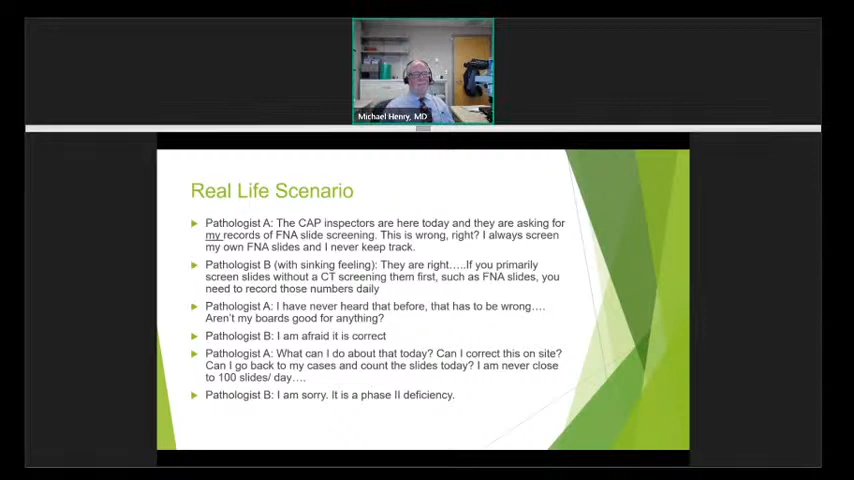 Michael Henry, MD
Real Life Scenario
Pathologist A: The CAP inspectors are here today and they are asking for
my records of FNA slide screening. This is wrong, right? I always screen
my own FNA slides and I never keep track.
Pathologist B (with sinking feeling): They are right…..If you primarily
screen slides without a CT screening them first, such as FNA slides, you
need to record those numbers daily
Pathologist A: I have never heard that before, that has to be wrong….
Aren't my boards good for anything?
Pathologist B: I am afraid it is correct
Pathologist A: What can I do about that today? Can I correct this on site?
Can I go back to my cases and count the slides today? I am never close
to 100 slides/ day….
Pathologist B: I am sorry. It is a phase II deficiency.